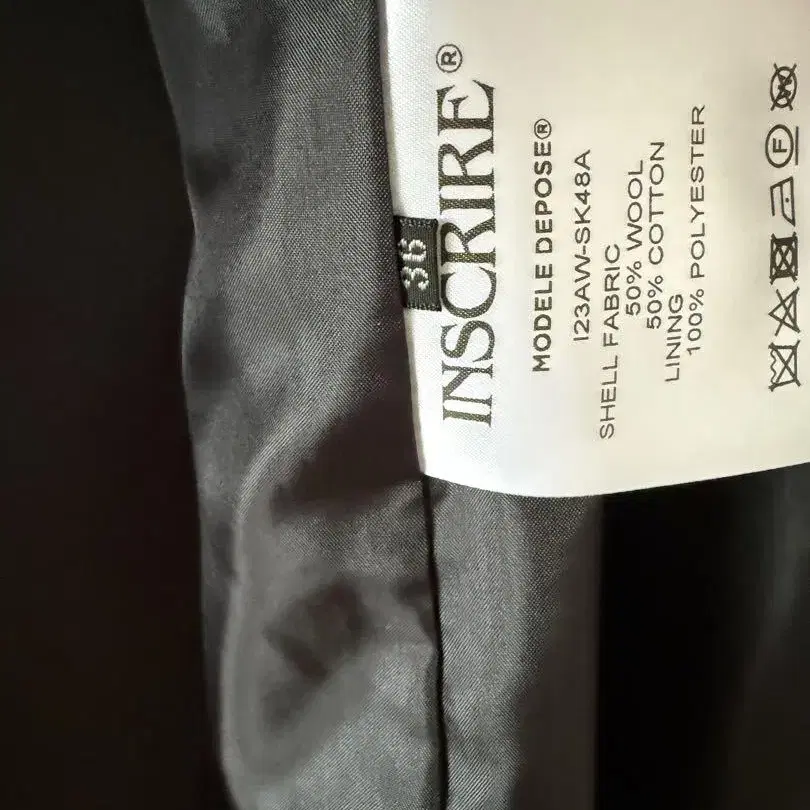 INSCRIRE®
36
MODELE DEPOSE®
I23AW-SK48A
SHELL FABRIC
50% WOOL
50% COTTON
LINING
100% POLYESTER
F
W